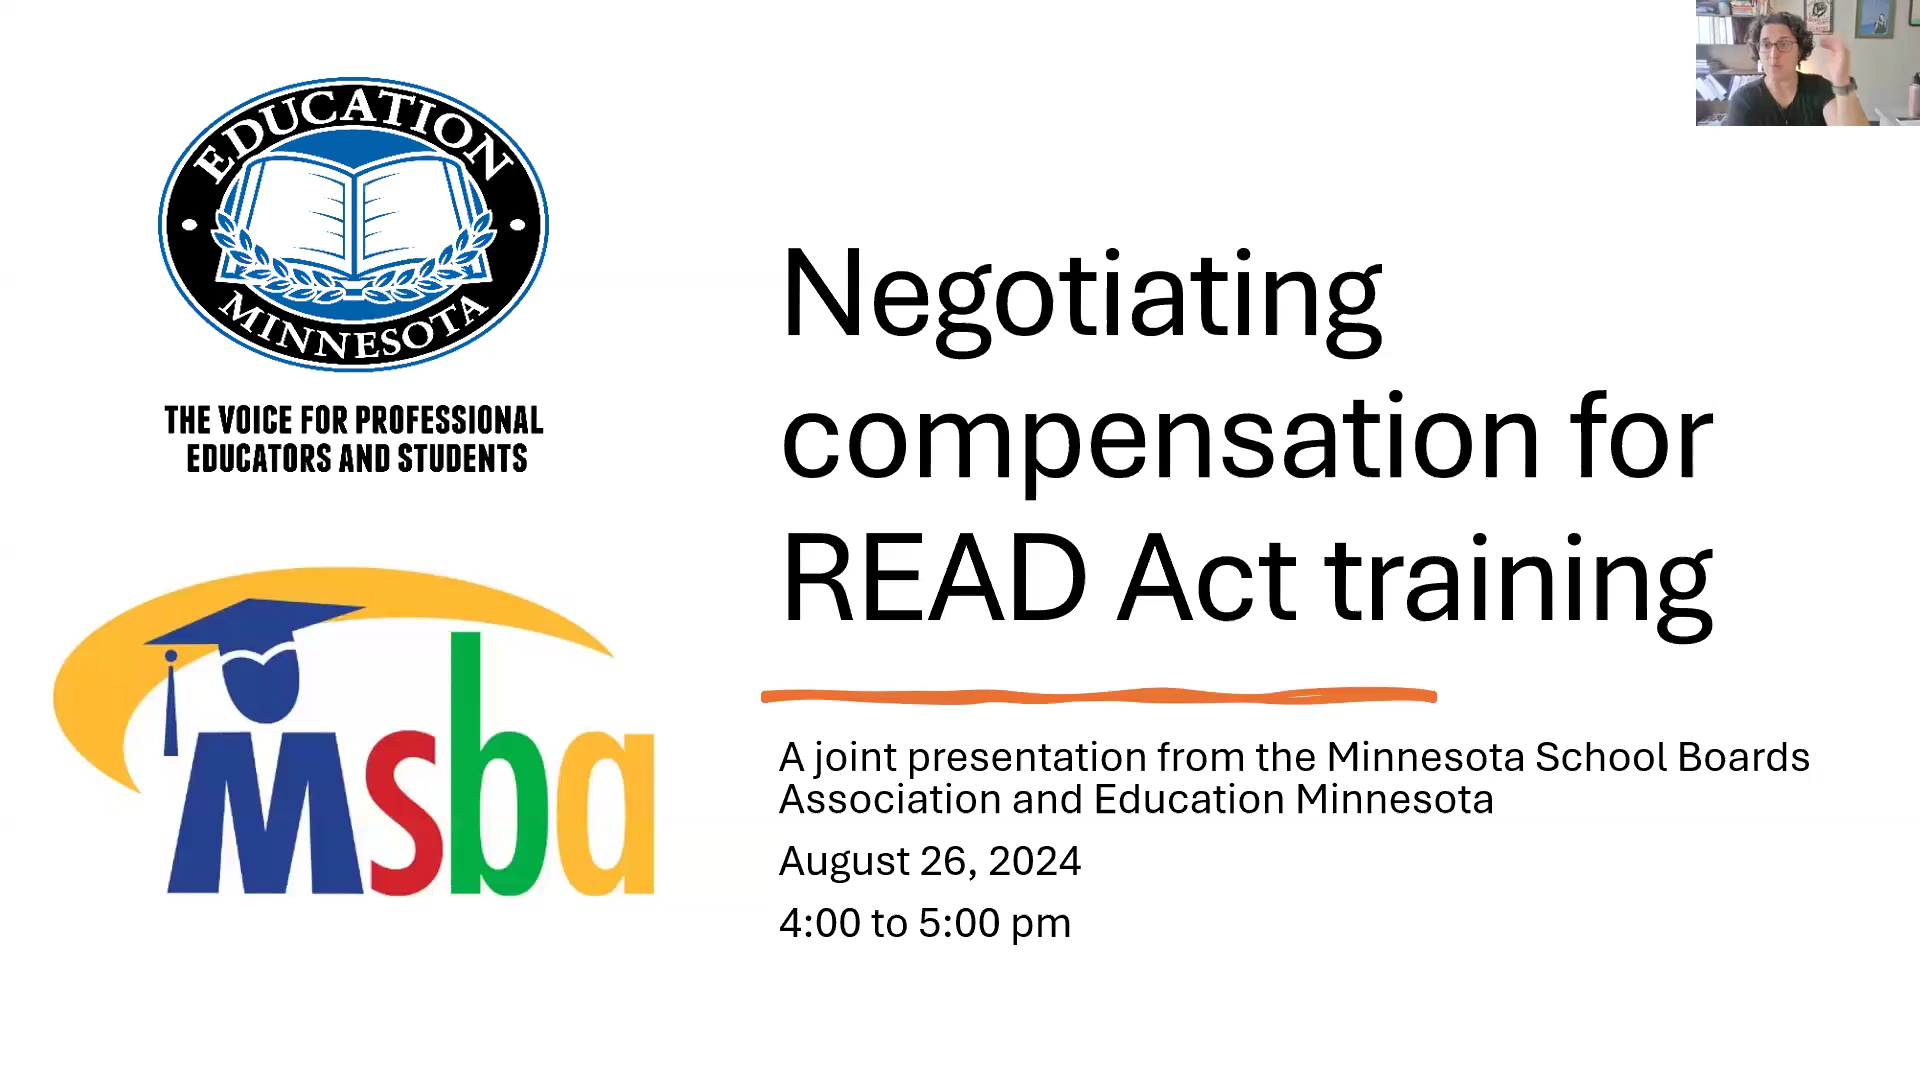 EDUCATION
MINNESOTA
THE VOICE FOR PROFESSIONAL
EDUCATORS AND STUDENTS
msba
Negotiating
compensation for
READ Act training
A joint presentation from the Minnesota School Boards
Association and Education Minnesota
August 26, 2024
4:00 to 5:00 pm